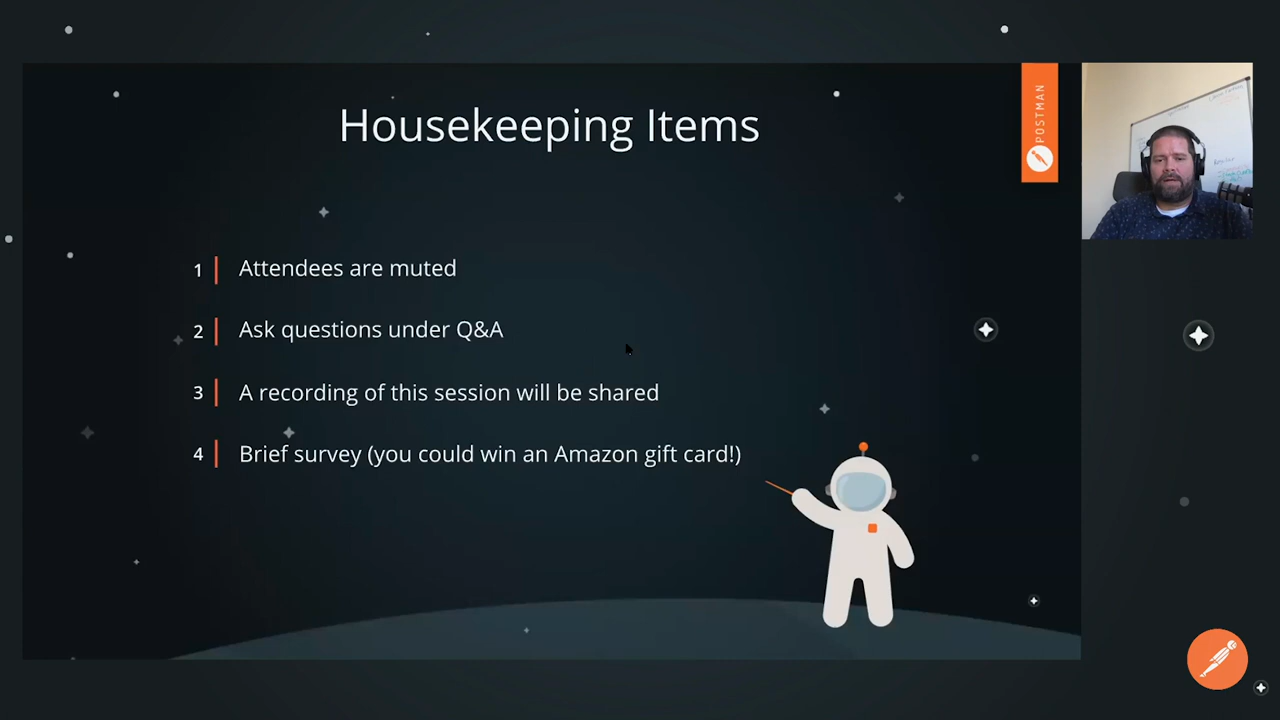 Housekeeping Items
POSTMAN
1 Attendees are muted
2 Ask questions under Q&A
3 A recording of this session will be shared
4 Brief survey (you could win an Amazon gift card!)